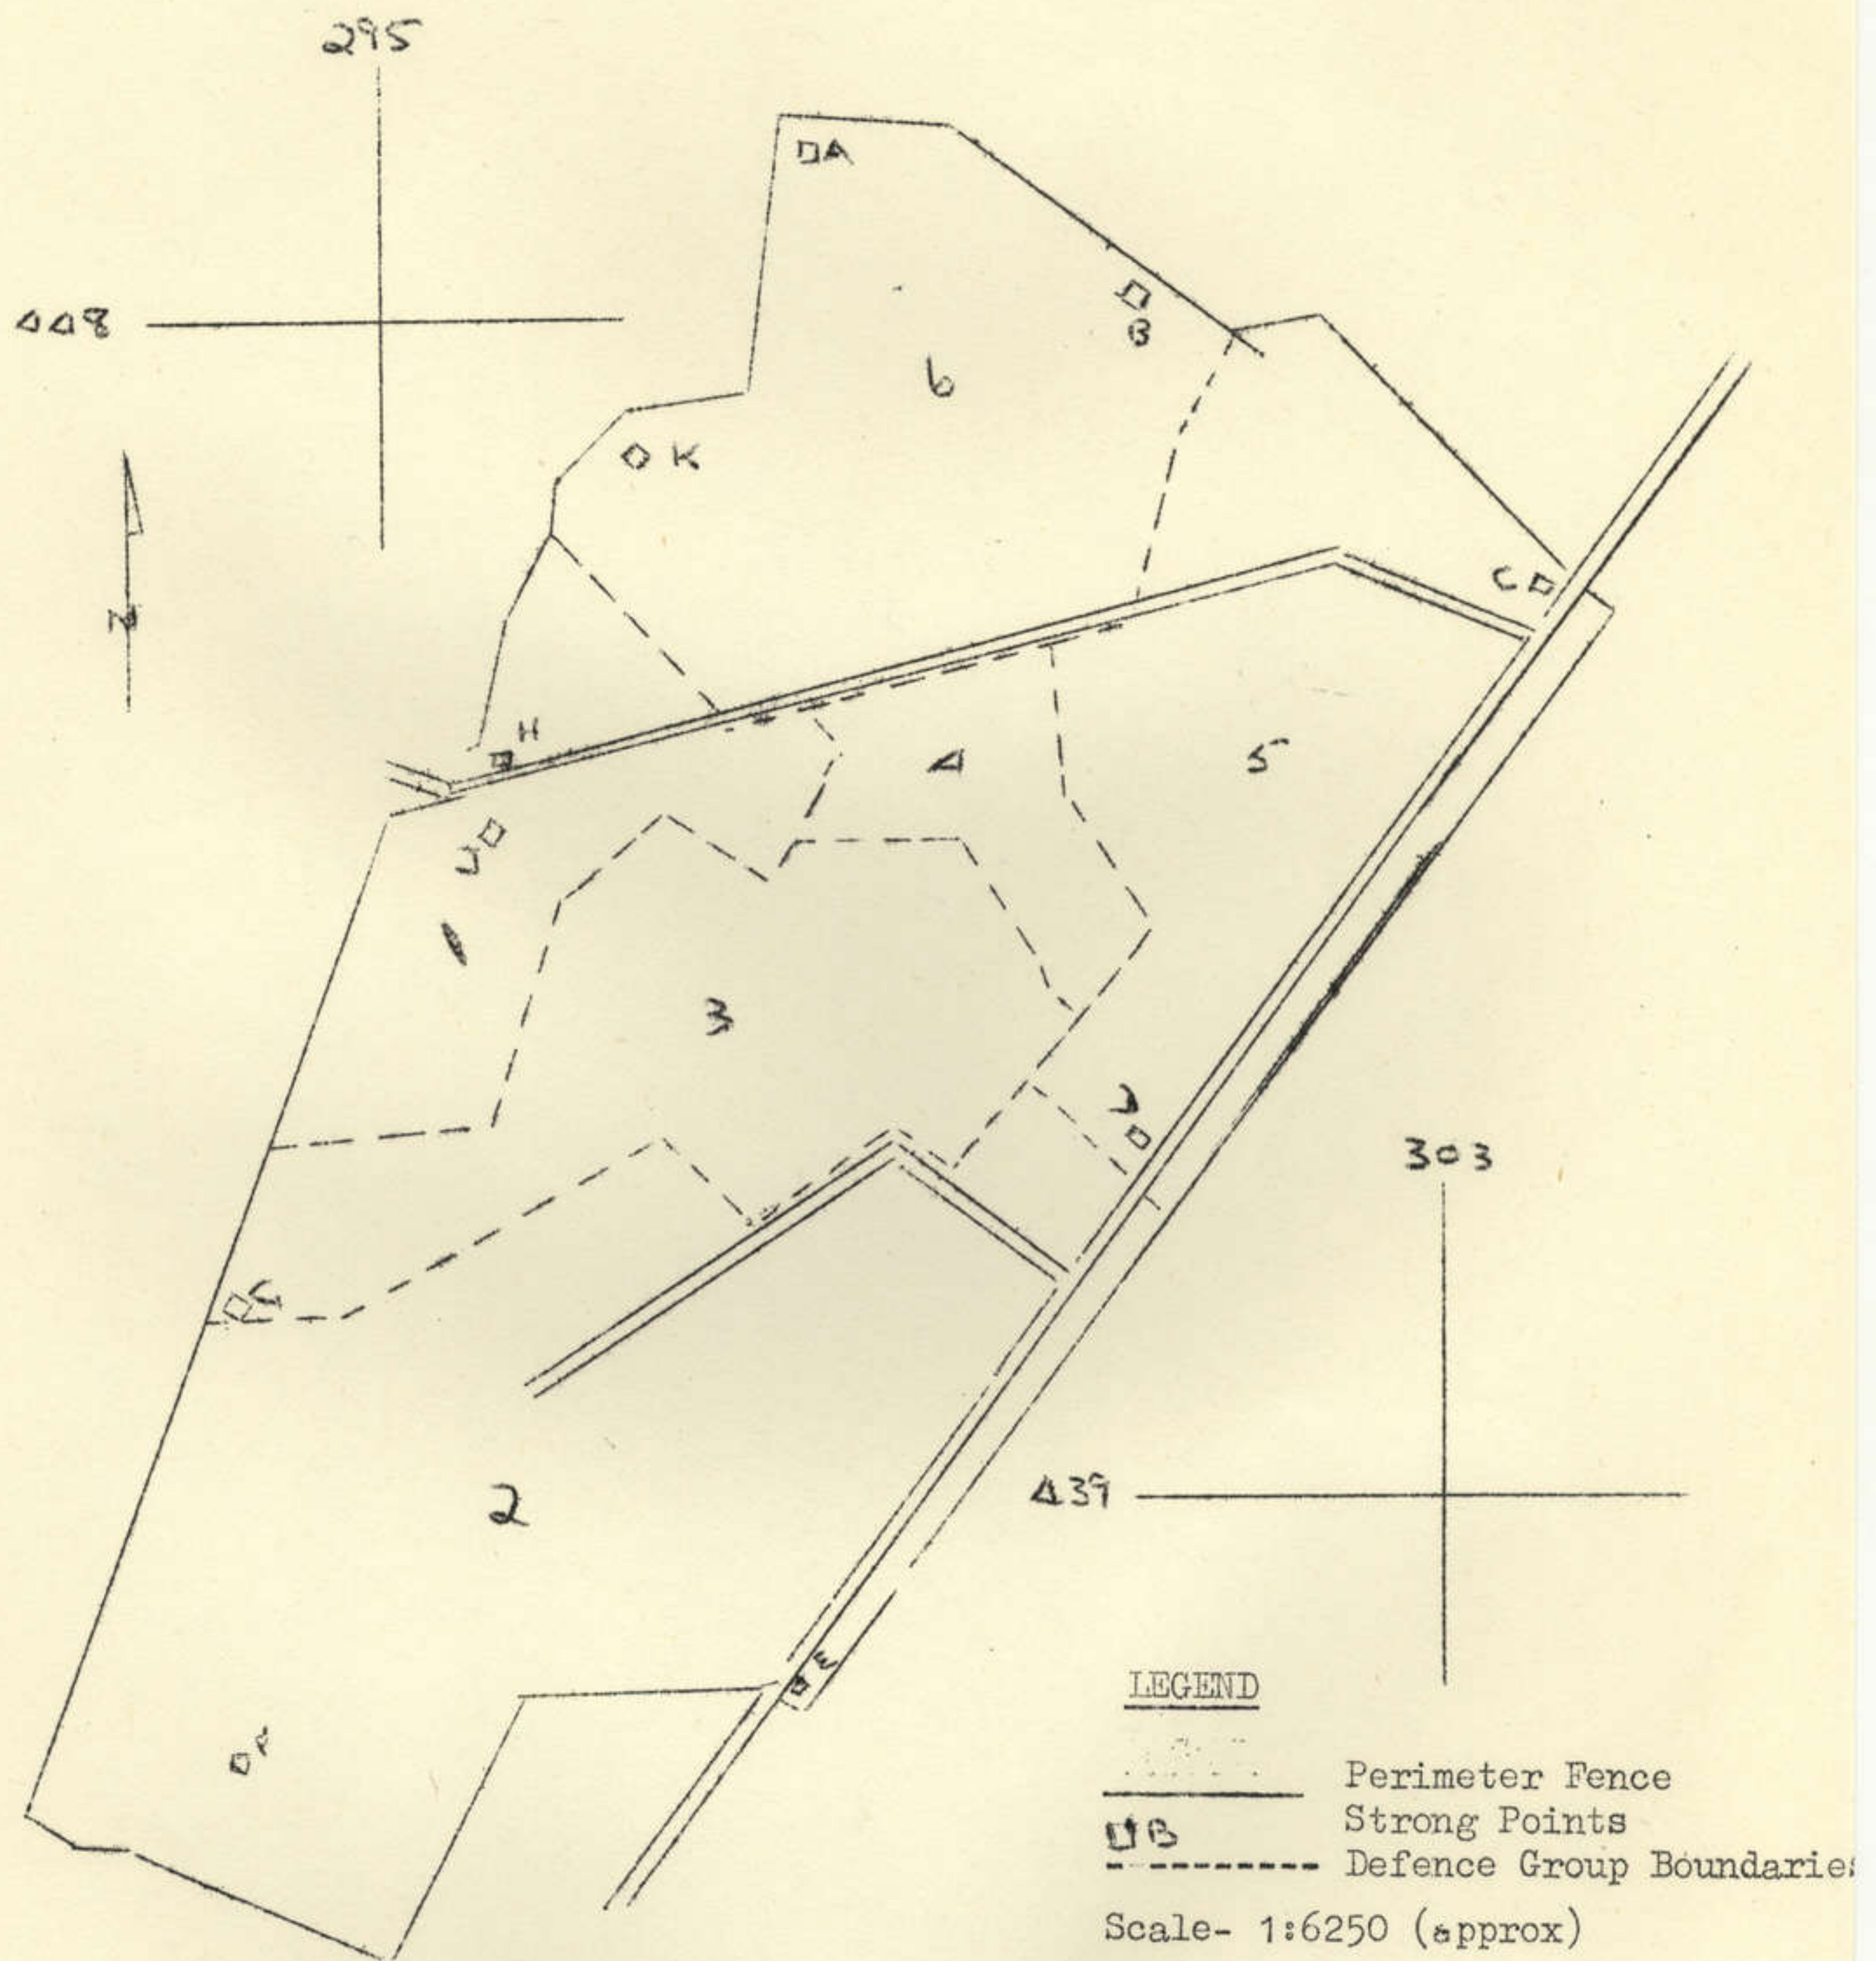 295
A
448
B
6
K
C
H
4
5
J
1
3
D
303
G
439
2
E
F
N
LEGEND
Perimeter Fence
B Strong Points
Defence Group Boundaries
Scale- 1:6250 (approx)